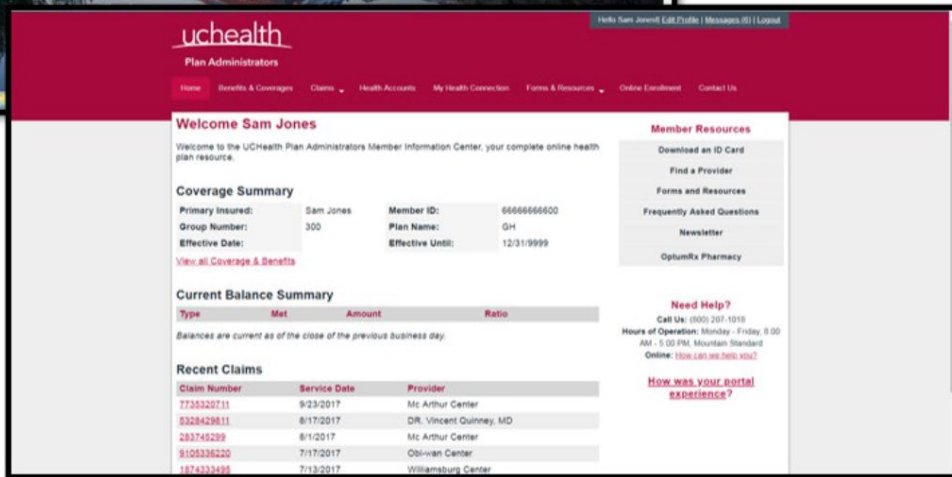 Hello Sam Jones! Edit Profile | Messages (6) | Logout
uchealth
Plan Administrators
Home Benefits & Coverages Claims Health Accounts My Health Connection Forms & Resources Online Enrollment Contact Us
Welcome Sam Jones
Welcome to the UCHealth Plan Administrators Member Information Center, your complete online health
plan resource.
Coverage Summary
Primary Insured: Sam Jones Member ID: 66666666600
Group Number: 300 Plan Name: GH
Effective Date: Effective Until: 12/31/9999
View all Coverage & Benefits
Current Balance Summary
Type Met Amount Ratio
Balances are current as of the close of the previous business day.
Recent Claims
Claim Number Service Date Provider
7735320711 9/23/2017 Mc Arthur Center
5328429811 8/17/2017 DR. Vincent Quinney, MD
283745299 8/1/2017 Mc Arthur Center
9105336220 7/17/2017 Obi-wan Center
1874333495 7/13/2017 Williamsburg Center
Member Resources
Download an ID Card
Find a Provider
Forms and Resources
Frequently Asked Questions
Newsletter
OptumRx Pharmacy
Need Help?
Call Us: (800) 207-1018
Hours of Operation: Monday - Friday, 8:00
AM - 5:00 PM, Mountain Standard
Online: How can we help you?
How was your portal
experience?